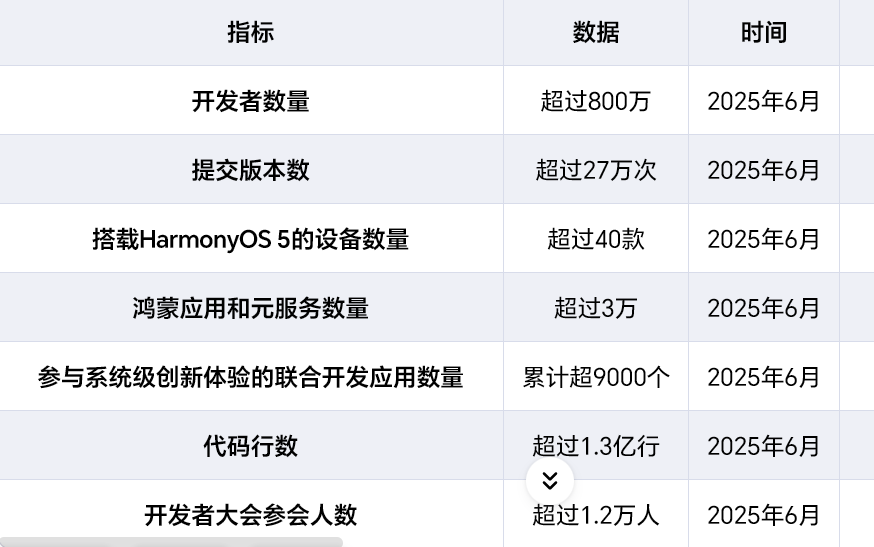 指标 数据 时间
开发者数量 超过800万 2025年6月
提交版本数 超过27万次 2025年6月
搭载HarmonyOS 5的设备数量 超过40款 2025年6月
鸿蒙应用和元服务数量 超过3万 2025年6月
参与系统级创新体验的联合开发应用数量 累计超9000个 2025年6月
代码行数 超过1.3亿行 2025年6月
开发者大会参会人数 超过1.2万人 2025年6月